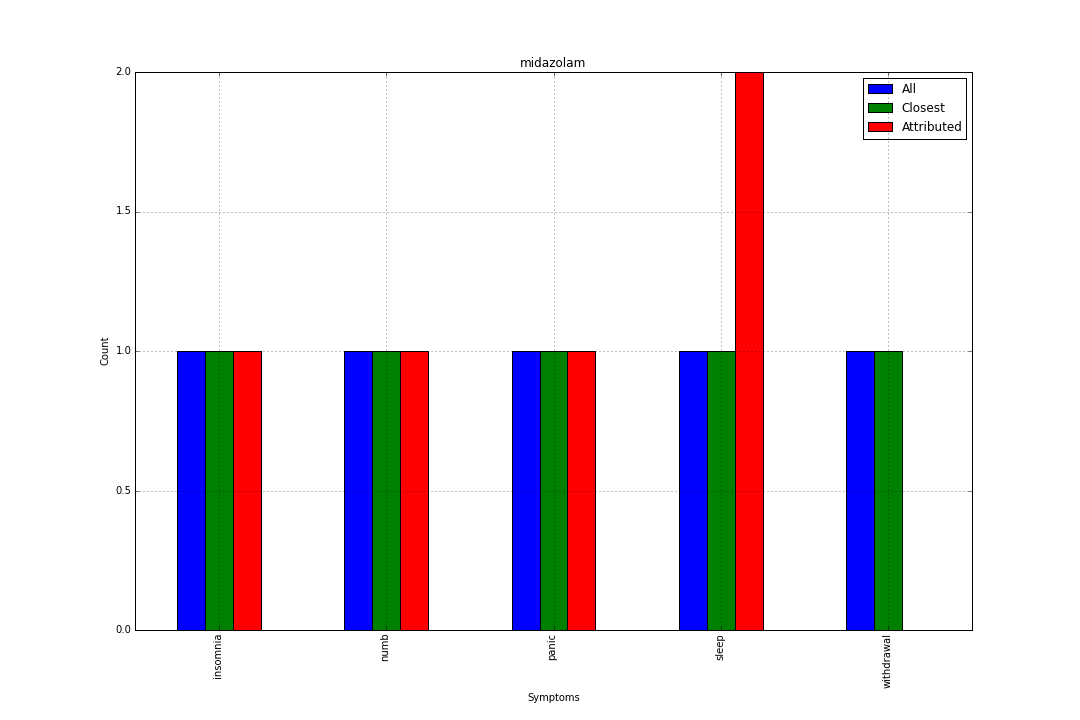 midazolam
2.0
1.5
1.0
0.5
0.0
Count
All
Closest
Attributed
insomnia
numb
panic
sleep
withdrawal
Symptoms